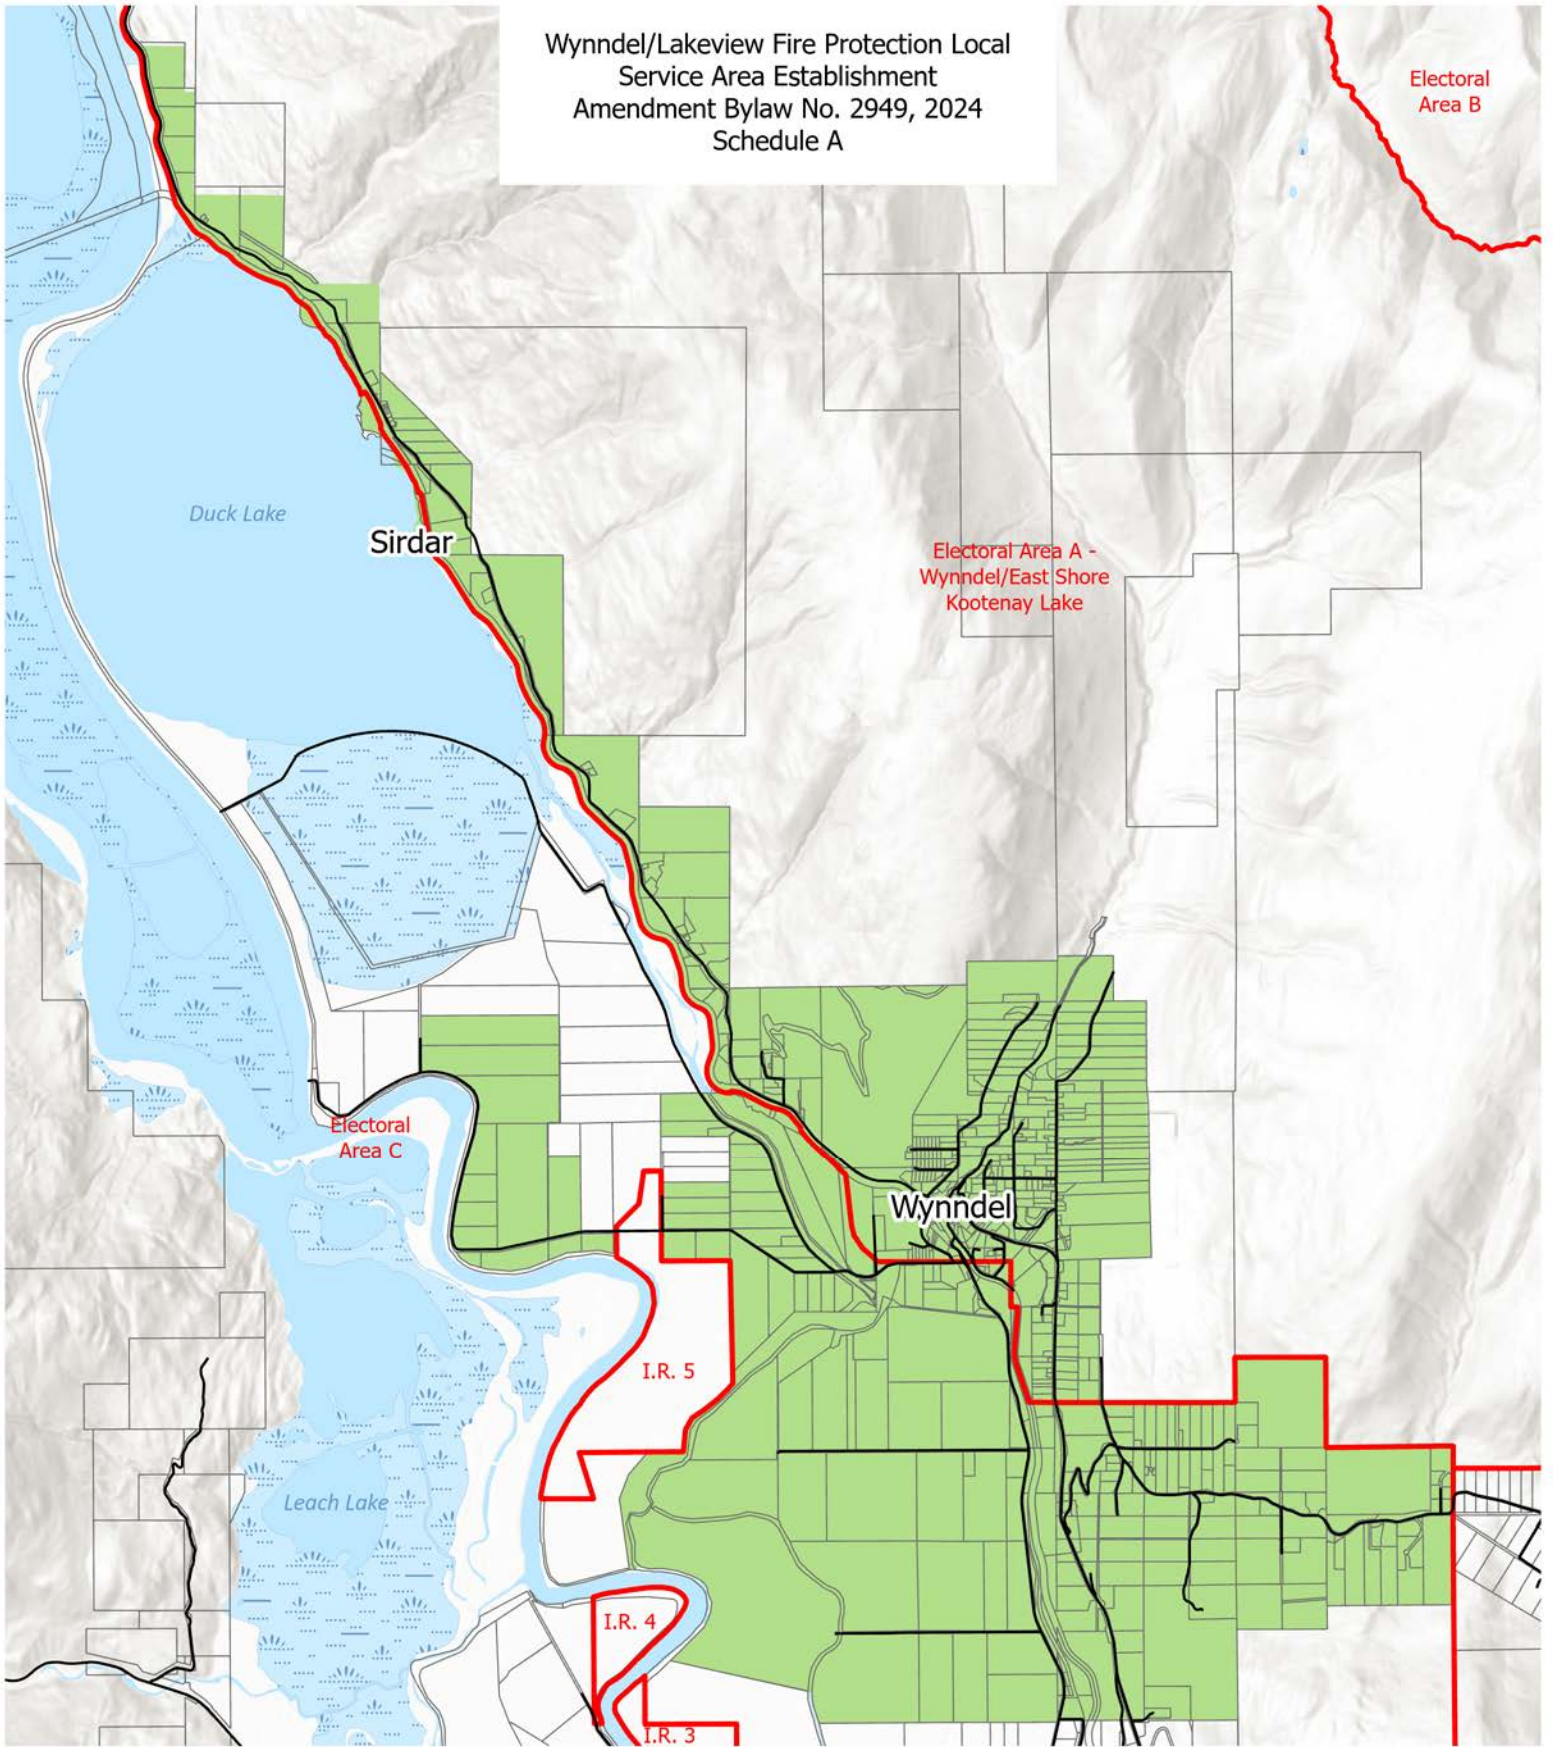 Wynndel/Lakeview Fire Protection Local
Service Area Establishment
Amendment Bylaw No. 2949, 2024
Schedule A
Electoral
Area B
Duck Lake
Sirdar
Electoral Area A -
Wynndel/East Shore
Kootenay Lake
Electoral
Area C
Wynndel
I.R. 5
Leach Lake
I.R. 4
I.R. 3